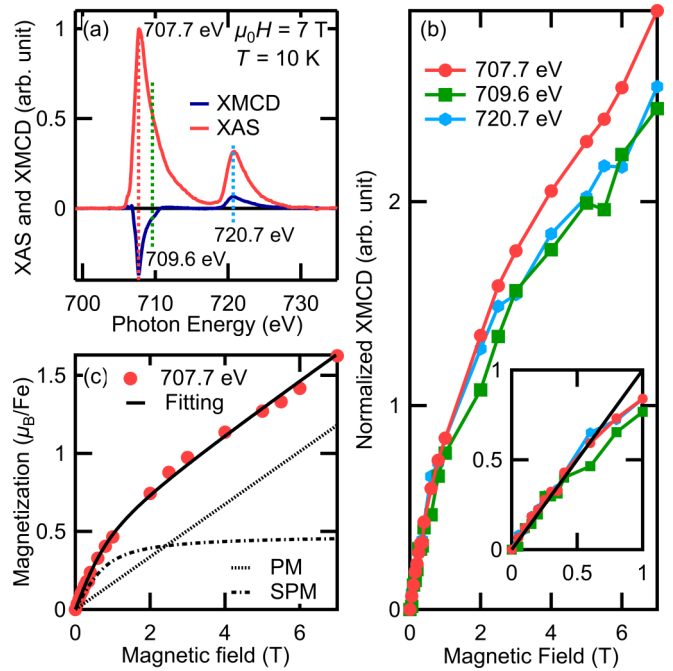 (a)
707.7 eV
μ₀H = 7 T
T = 10 K
XMCD
XAS
709.6 eV
720.7 eV
1
0.5
0
700
710
720
730
Photon Energy (eV)
XAS and XMCD (arb. unit)
(b)
707.7 eV
709.6 eV
720.7 eV
2
1
0
0
2
4
6
Magnetic Field (T)
Normalized XMCD (arb. unit)
1
0.5
0
0
0.5
1
(c)
707.7 eV
Fitting
PM
SPM
1.5
1
0.5
0
0
2
4
6
Magnetic field (T)
Magnetization (μB/Fe)